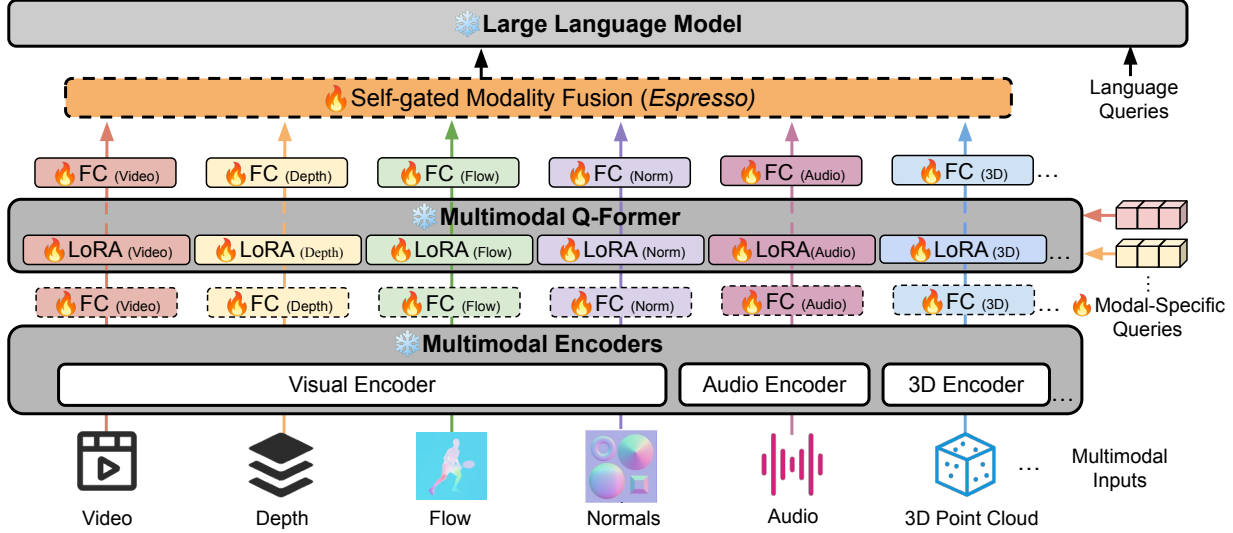 Large Language Model
Language
Queries
Self-gated Modality Fusion (Espresso)
FC (Video)
FC (Depth)
FC (Flow)
FC (Norm)
FC (Audio)
FC (3D)
...
Multimodal Q-Former
LoRA (Video)
LoRA (Depth)
LoRA (Flow)
LoRA (Norm)
LoRA (Audio)
LoRA (3D)
...
FC (Video)
FC (Depth)
FC (Flow)
FC (Norm)
FC (Audio)
FC (3D)
...
Modal-Specific
Queries
Multimodal Encoders
Visual Encoder
Audio Encoder
3D Encoder
...
...
Multimodal
Inputs
Video
Depth
Flow
Normals
Audio
3D Point Cloud